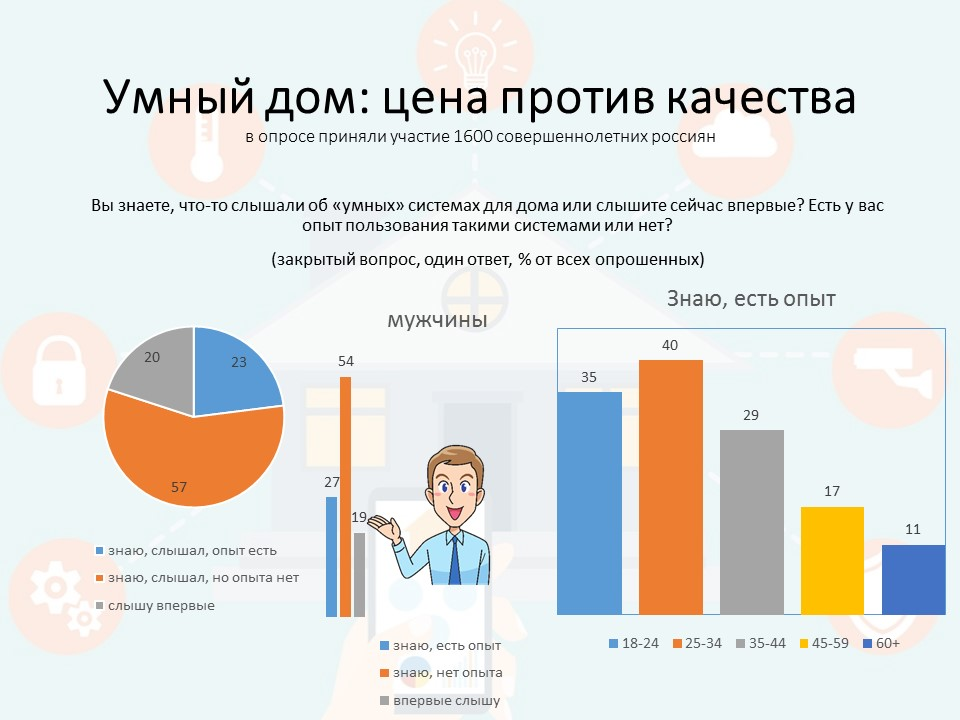 Умный дом: цена против качества
в опросе приняли участие 1600 совершеннолетних россиян
Вы знаете, что-то слышали об «умных» системах для дома или слышите сейчас впервые? Есть у вас
опыт пользования такими системами или нет?
(закрытый вопрос, один ответ, % от всех опрошенных)
20
23
57
знаю, слышал, опыт есть
знаю, слышал, но опыта нет
слышу впервые
мужчины
54
27
19
знаю, есть опыт
знаю, нет опыта
впервые слышу
Знаю, есть опыт
35
40
29
17
11
18-24 25-34 35-44 45-59 60+